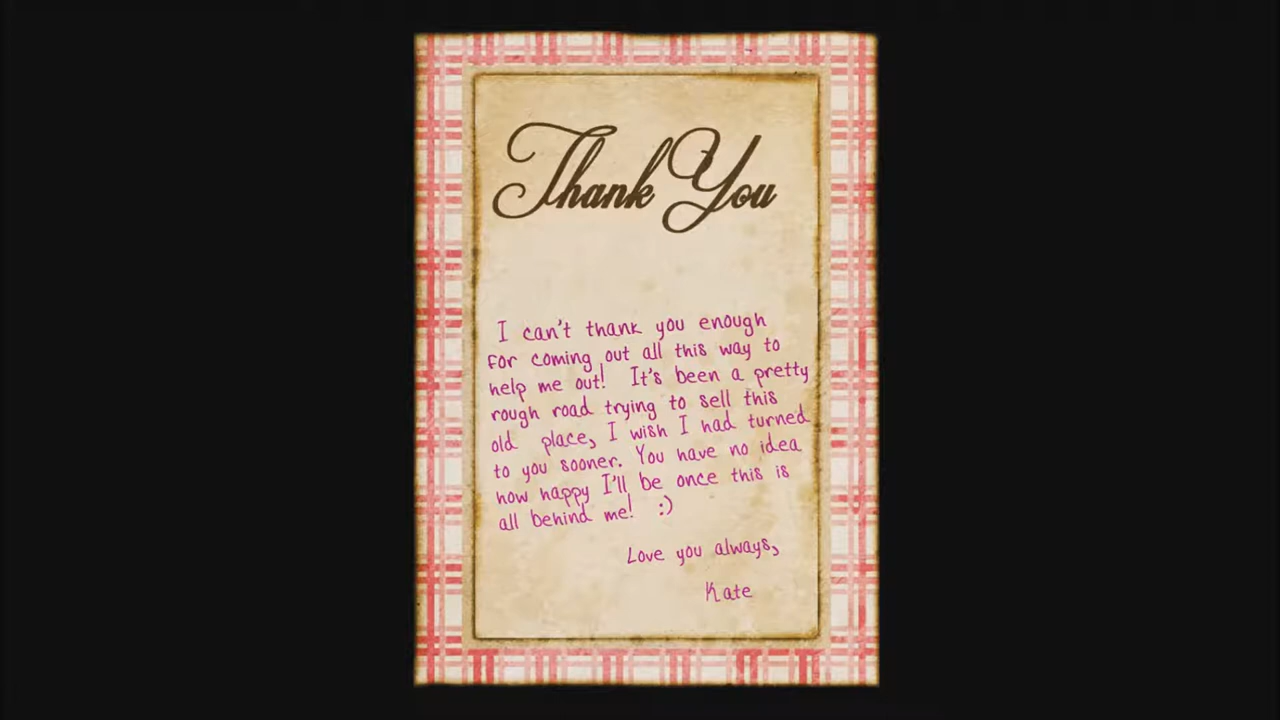 Thank You
I can't thank you enough
for coming out all this way to
help me out! It's been a pretty
rough road trying to sell this
old place, I wish I had turned
to you sooner. You have no idea
how happy I'll be once this is
all behind me! :)
Love you always,
Kate